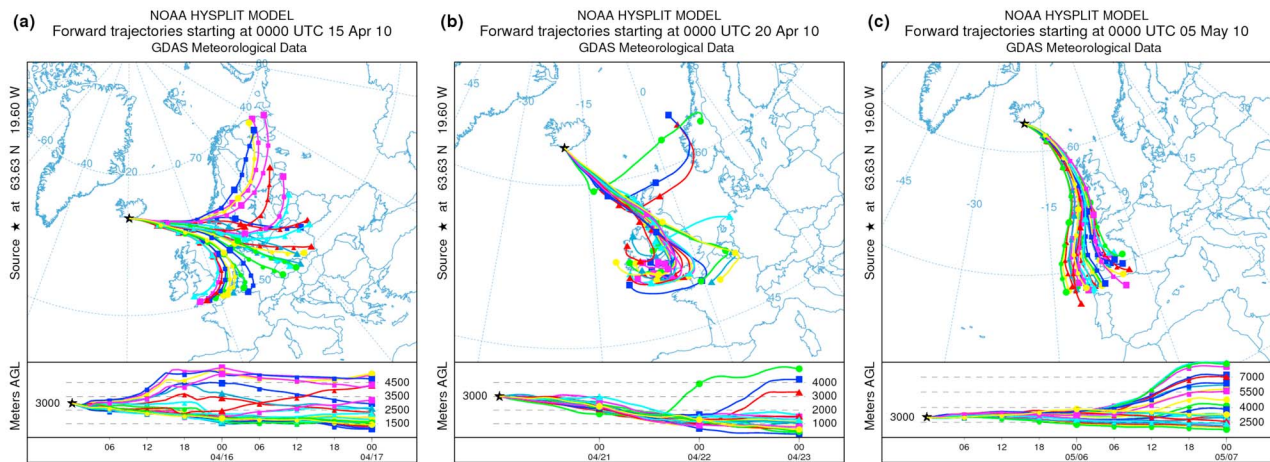 (a)
NOAA HYSPLIT MODEL
Forward trajectories starting at 0000 UTC 15 Apr 10
GDAS Meteorological Data
Source ★ at 63.63 N 19.60 W
-60
-40
-20
70
60
50
40
Meters AGL
3000
4500
3500
2500
1500
06 12 18 00 06 12 18 00
04/16 04/17
(b)
NOAA HYSPLIT MODEL
Forward trajectories starting at 0000 UTC 20 Apr 10
GDAS Meteorological Data
Source ★ at 63.63 N 19.60 W
-45
-30
-15
0
15
60
45
Meters AGL
3000
4000
3000
2000
1000
00 00 00
04/21 04/22 04/23
(c)
NOAA HYSPLIT MODEL
Forward trajectories starting at 0000 UTC 05 May 10
GDAS Meteorological Data
Source ★ at 63.63 N 19.60 W
-45
-30
-15
0
15
60
45
Meters AGL
3000
7000
5500
4000
2500
06 12 18 00 06 12 18 00
05/06 05/07